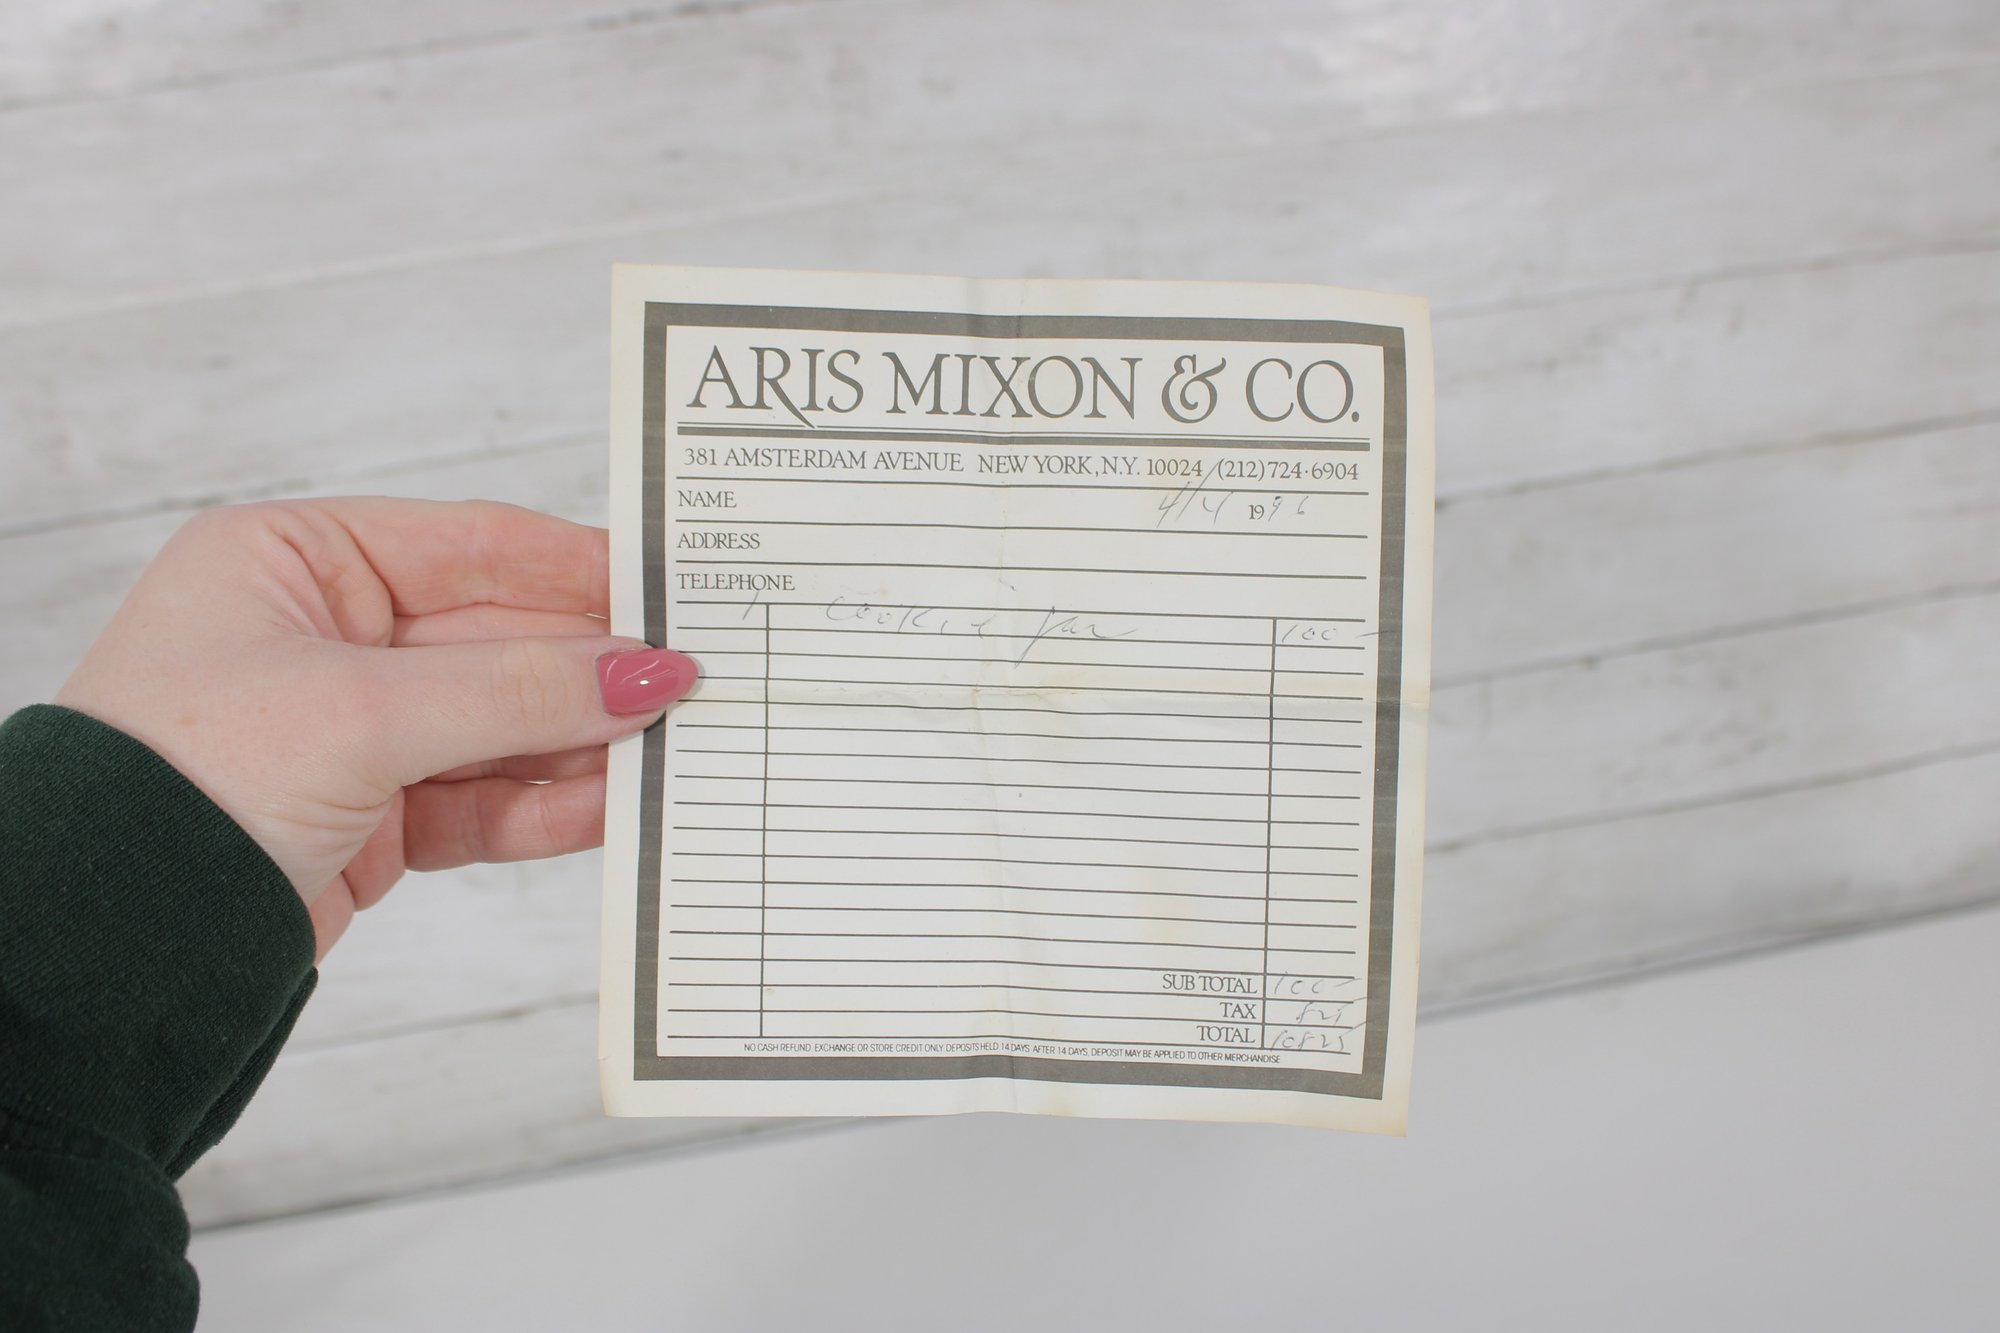 ARIS MIXON & CO.
381 AMSTERDAM AVENUE NEW YORK, N.Y. 10024 / (212) 724·6904
NAME 4/4 1996
ADDRESS
TELEPHONE
1 Cookie Jar 100-
SUB TOTAL 100-
TAX 825
TOTAL 10825
NO CASH REFUND. EXCHANGE OR STORE CREDIT ONLY. DEPOSITS HELD 14 DAYS. AFTER 14 DAYS, DEPOSIT MAY BE APPLIED TO OTHER MERCHANDISE